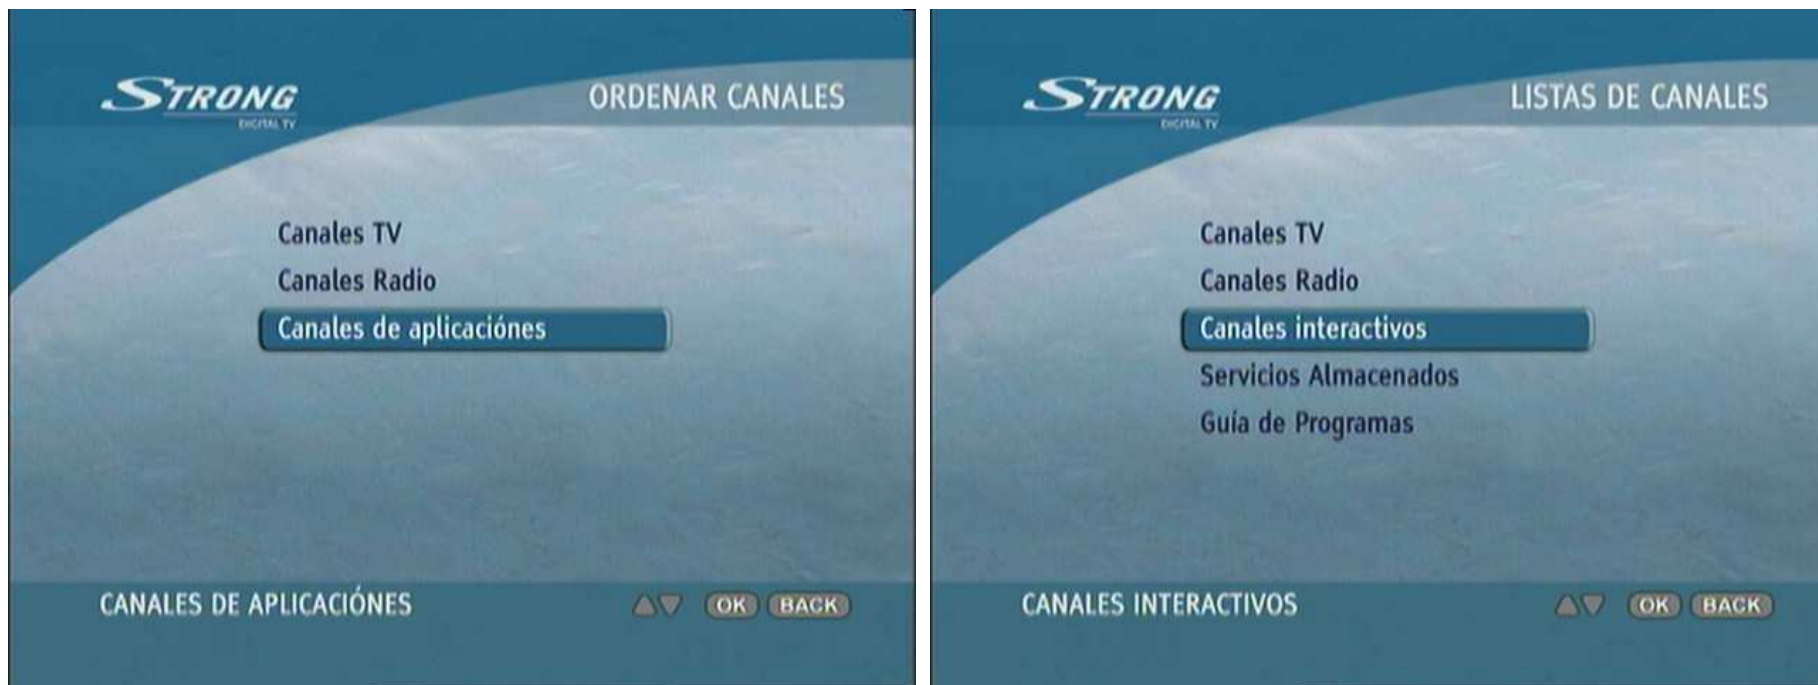 STRONG
DIGITAL TV
ORDENAR CANALES
Canales TV
Canales Radio
Canales de aplicaciónes
CANALES DE APLICACIÓNES
OK BACK
STRONG
DIGITAL TV
LISTAS DE CANALES
Canales TV
Canales Radio
Canales interactivos
Servicios Almacenados
Guía de Programas
CANALES INTERACTIVOS
OK BACK